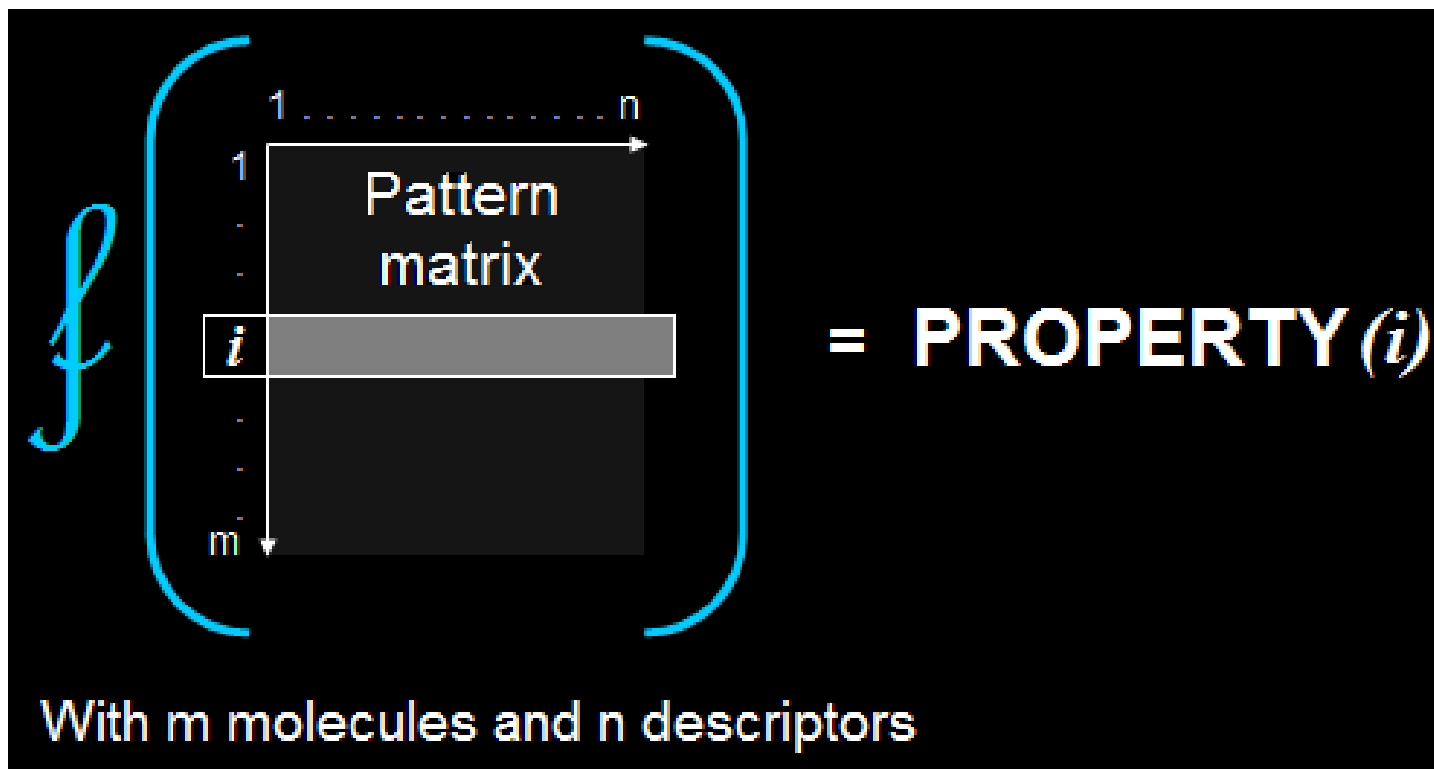 1 . . . . . . . . . . . . . . n
1
Pattern
matrix
f
i
= PROPERTY (i)
m
With m molecules and n descriptors